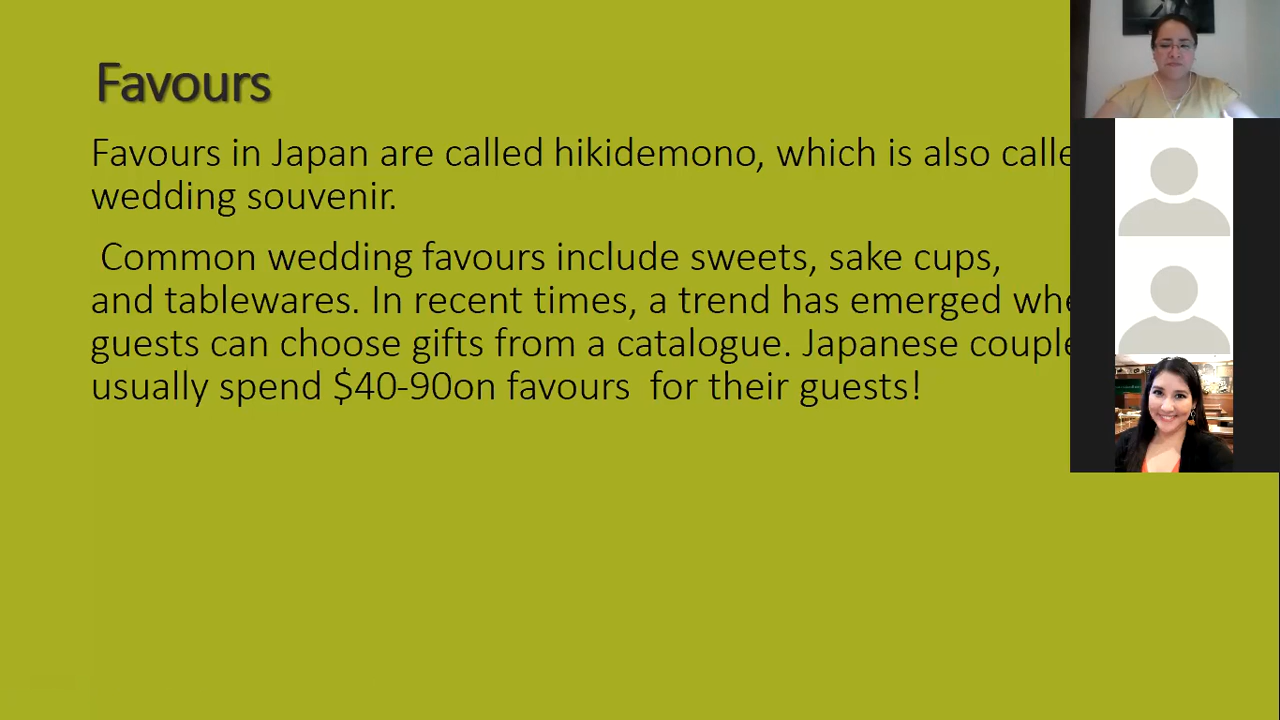 Favours
Favours in Japan are called hikidemono, which is also calle
wedding souvenir.
Common wedding favours include sweets, sake cups,
and tablewares. In recent times, a trend has emerged whe
guests can choose gifts from a catalogue. Japanese couple
usually spend $40-90on favours  for their guests!